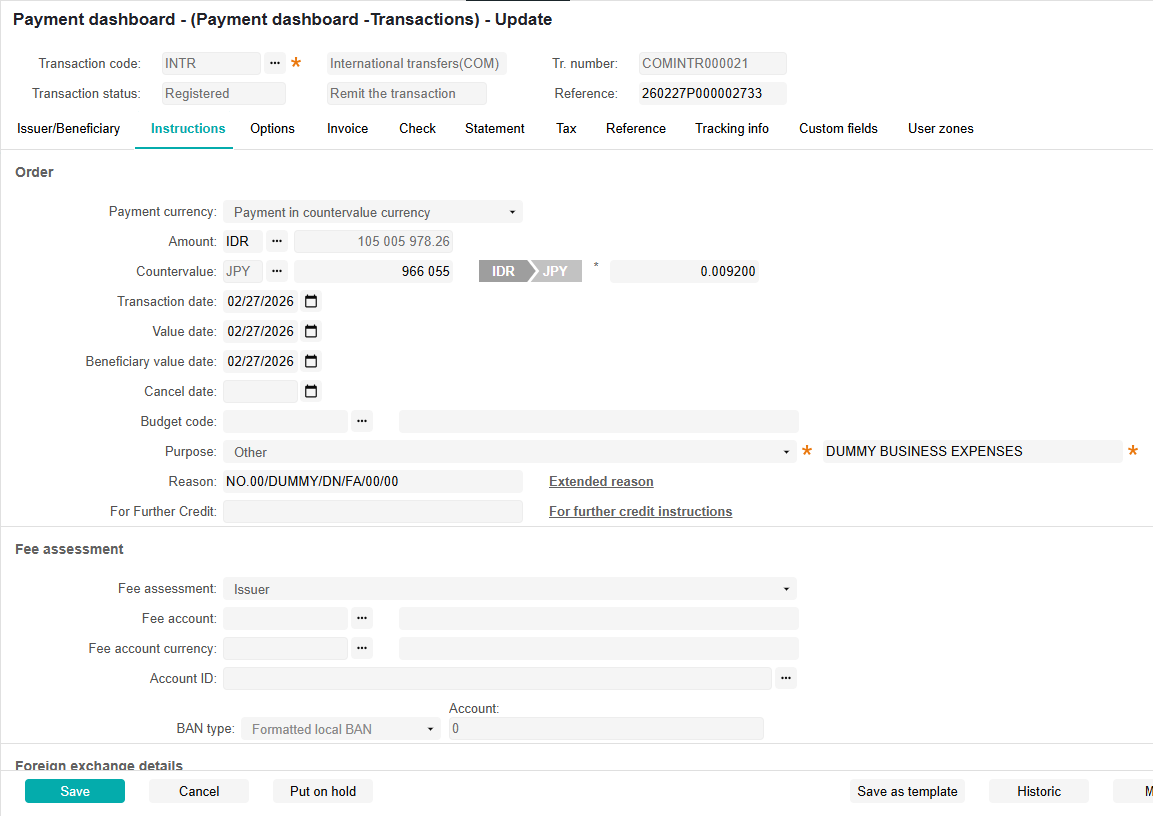 Payment dashboard - (Payment dashboard -Transactions) - Update
Transaction code: INTR ··· * International transfers(COM) Tr. number: COMINTR000021
Transaction status: Registered Remit the transaction Reference: 260227P000002733
Issuer/Beneficiary Instructions Options Invoice Check Statement Tax Reference Tracking info Custom fields User zones
Order
Payment currency: Payment in countervalue currency
Amount: IDR ··· 105 005 978.26
Countervalue: JPY ··· 966 055 IDR JPY * 0.009200
Transaction date: 02/27/2026
Value date: 02/27/2026
Beneficiary value date: 02/27/2026
Cancel date:
Budget code: ···
Purpose: Other * DUMMY BUSINESS EXPENSES *
Reason: NO.00/DUMMY/DN/FA/00/00 Extended reason
For Further Credit: For further credit instructions
Fee assessment
Fee assessment: Issuer
Fee account: ···
Fee account currency: ···
Account ID: ···
Account:
BAN type: Formatted local BAN 0
Foreign exchange details
Save Cancel Put on hold Save as template Historic M